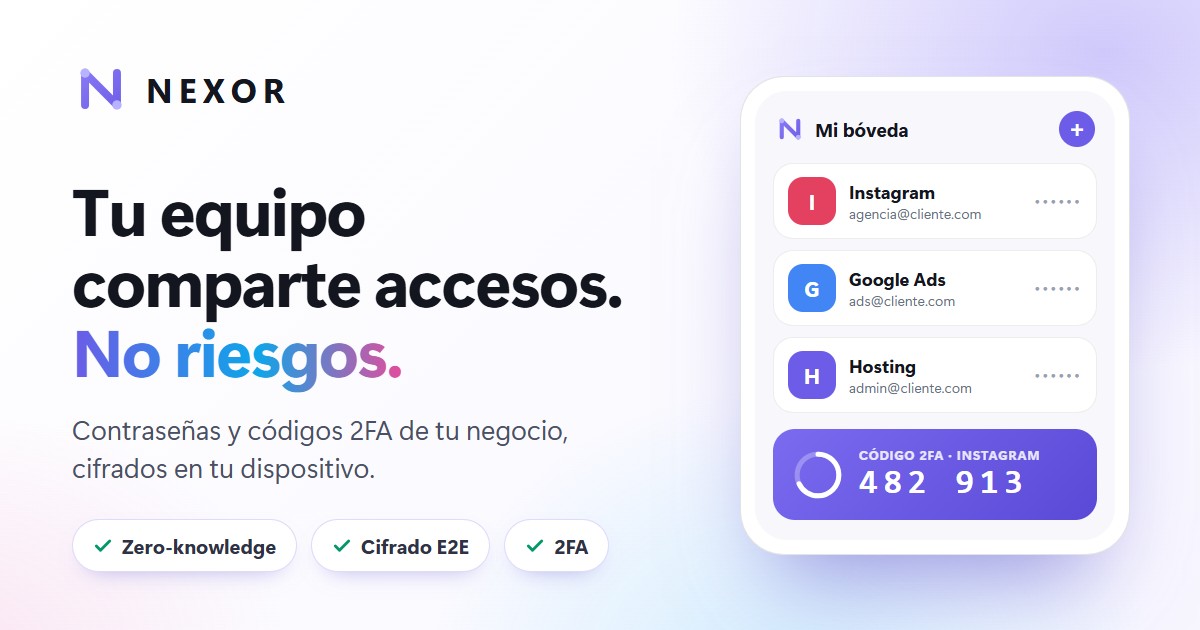 NEXOR
Tu equipo
comparte accesos.
No riesgos.
Contraseñas y códigos 2FA de tu negocio,
cifrados en tu dispositivo.
Zero-knowledge
Cifrado E2E
2FA
Mi bóveda
+
I
Instagram
agencia@cliente.com
G
Google Ads
ads@cliente.com
H
Hosting
admin@cliente.com
CÓDIGO 2FA · INSTAGRAM
482 913